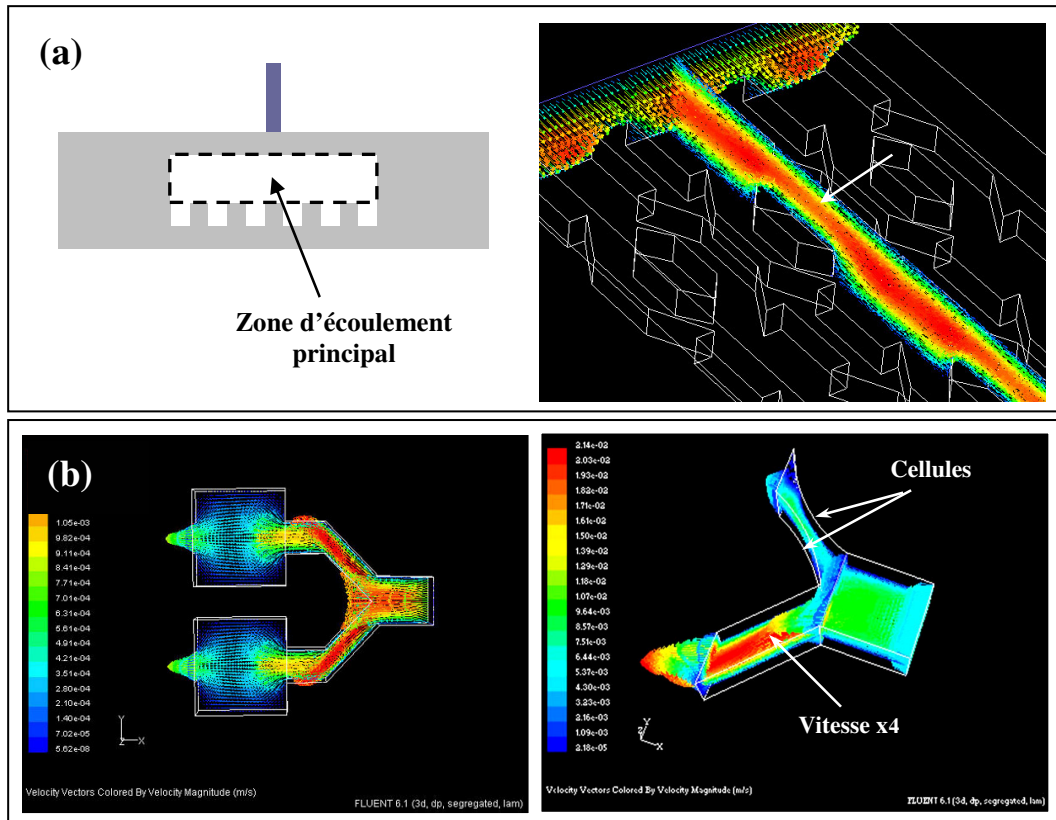 (a)
Zone d'écoulement
principal
(b)
1.05e-03
9.82e-04
9.11e-04
8.41e-04
7.71e-04
7.01e-04
6.31e-04
5.61e-04
4.91e-04
4.21e-04
3.51e-04
2.80e-04
2.10e-04
1.40e-04
7.02e-05
5.62e-08
Y
Z X
Velocity Vectors Colored By Velocity Magnitude (m/s)
FLUENT 6.1 (3d, dp, segregated, lam)
2.14e-02
2.03e-02
1.93e-02
1.82e-02
1.71e-02
1.61e-02
1.50e-02
1.39e-02
1.29e-02
1.18e-02
1.07e-02
9.64e-03
8.57e-03
7.51e-03
6.44e-03
5.37e-03
4.30e-03
3.23e-03
2.16e-03
1.09e-03
2.18e-05
Cellules
Vitesse x4
Y
Z
X
Velocity Vectors Colored By Velocity Magnitude (m/s)
FLUENT 6.1 (3d, dp, segregated, lam)